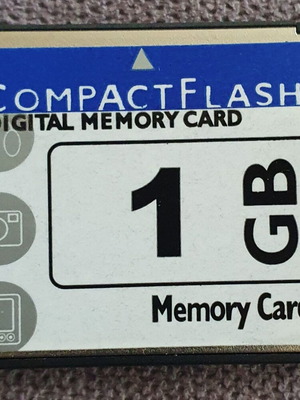 COMPACTFLASH
DIGITAL MEMORY CARD
1 GB
Memory Card